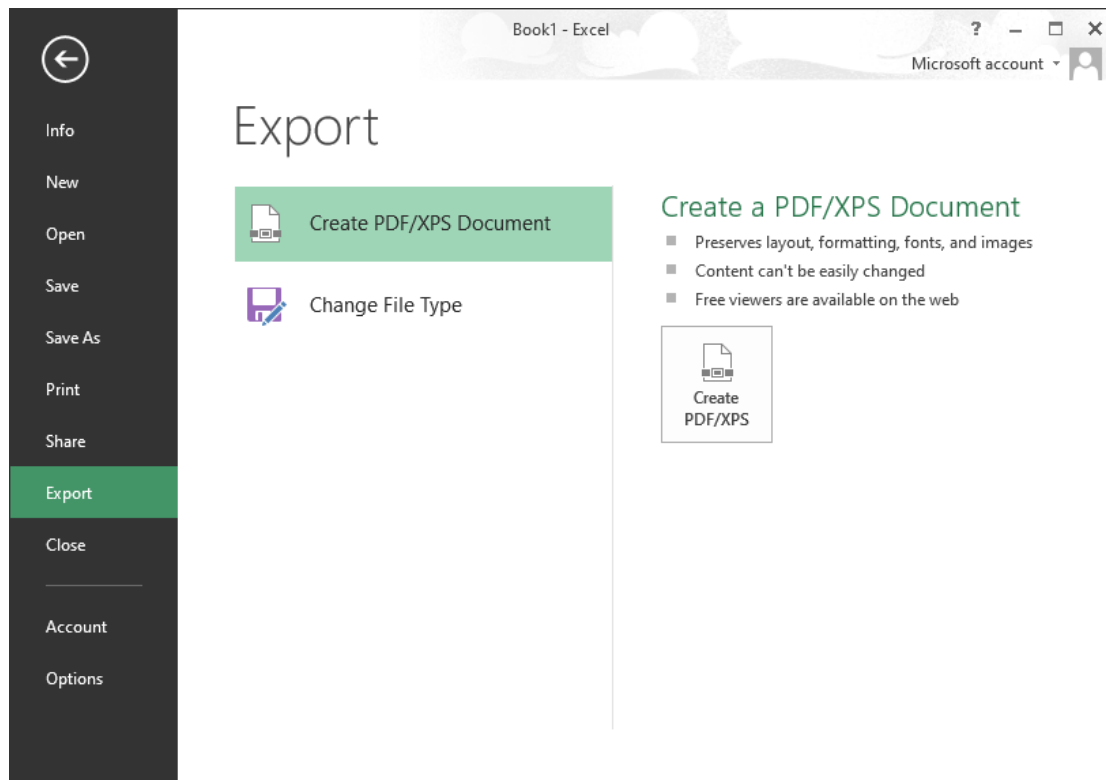 Book1 - Excel
?
Microsoft account
Info
New
Open
Save
Save As
Print
Share
Export
Close
Account
Options
Export
Create PDF/XPS Document
Change File Type
Create a PDF/XPS Document
Preserves layout, formatting, fonts, and images
Content can't be easily changed
Free viewers are available on the web
Create
PDF/XPS